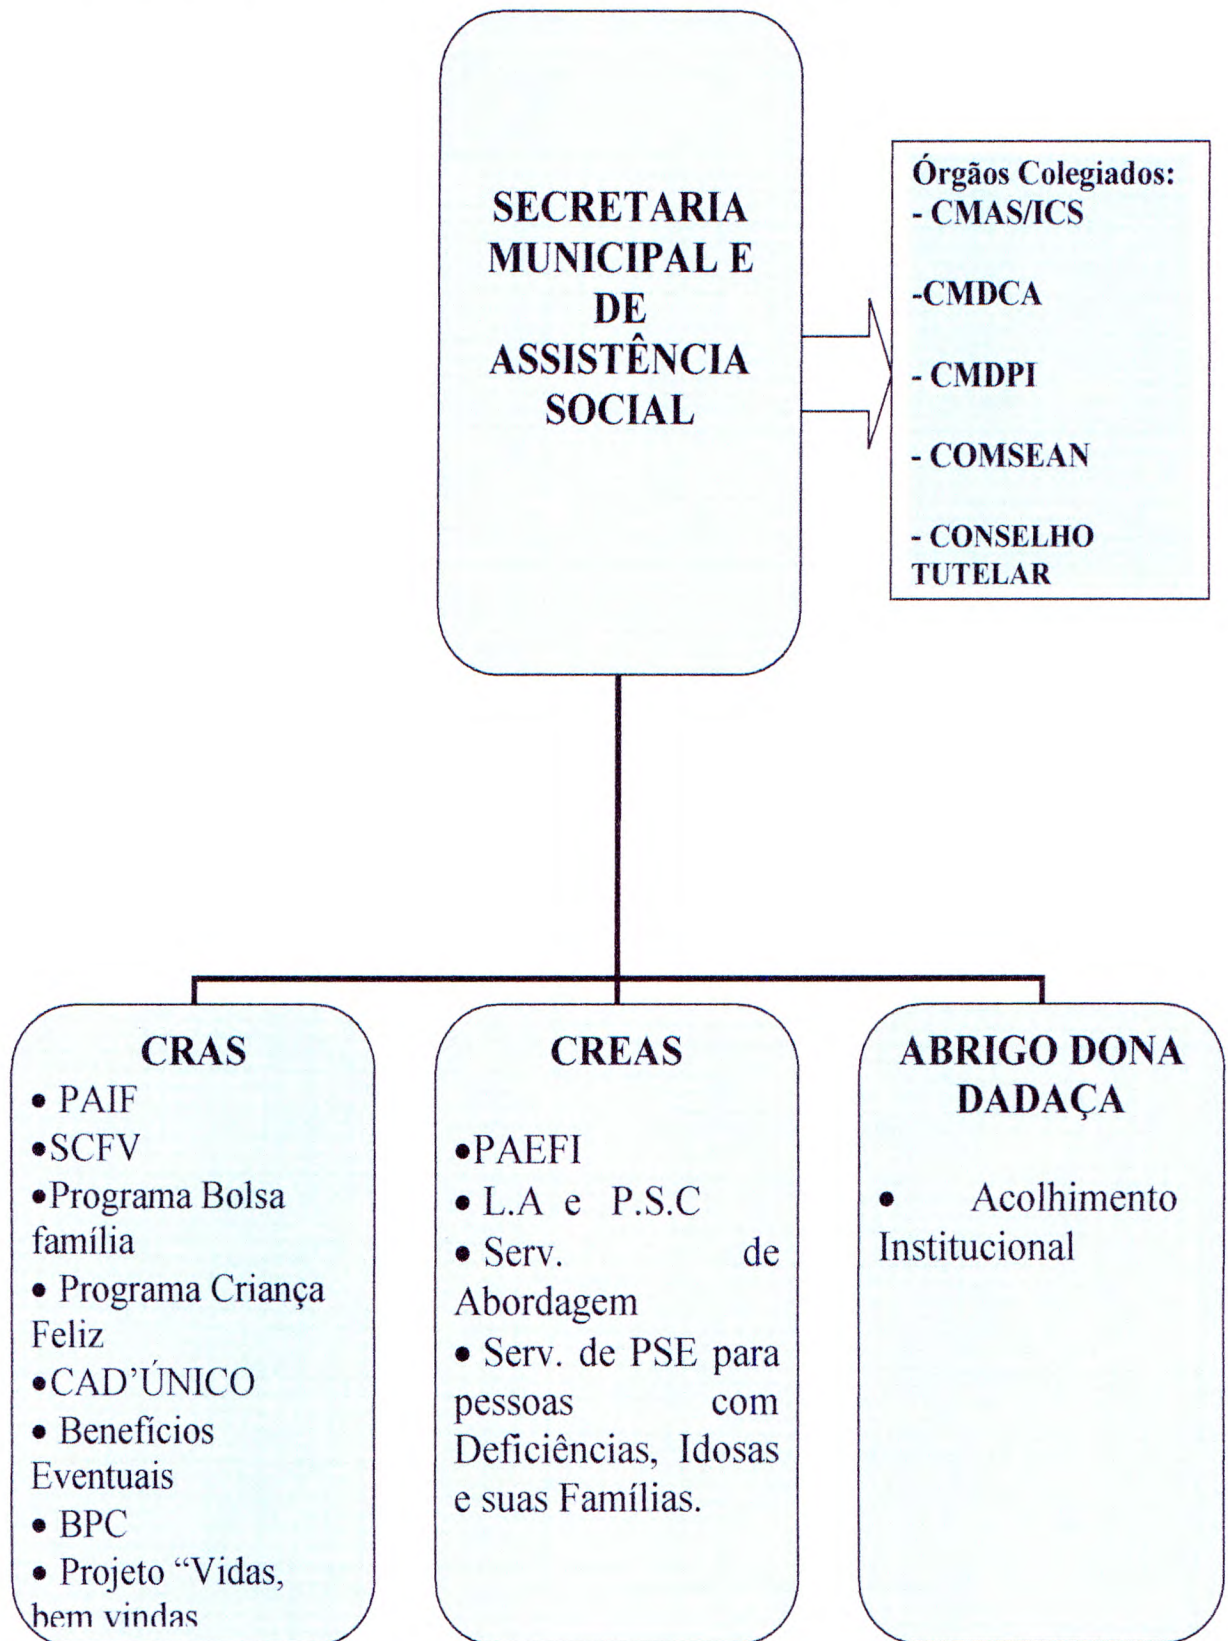 SECRETARIA
MUNICIPAL E
DE
ASSISTÊNCIA
SOCIAL
Órgãos Colegiados:
- CMAS/ICS
-CMDCA
- CMDPI
- COMSEAN
- CONSELHO
TUTELAR
CRAS
• PAIF
•SCFV
•Programa Bolsa
família
• Programa Criança
Feliz
•CAD'ÚNICO
• Benefícios
Eventuais
• BPC
• Projeto “Vidas,
bem vindas
CREAS
•PAEFI
• L.A e P.S.C
• Serv. de
Abordagem
• Serv. de PSE para
pessoas com
Deficiências, Idosas
e suas Famílias.
ABRIGO DONA
DADAÇA
• Acolhimento
Institucional